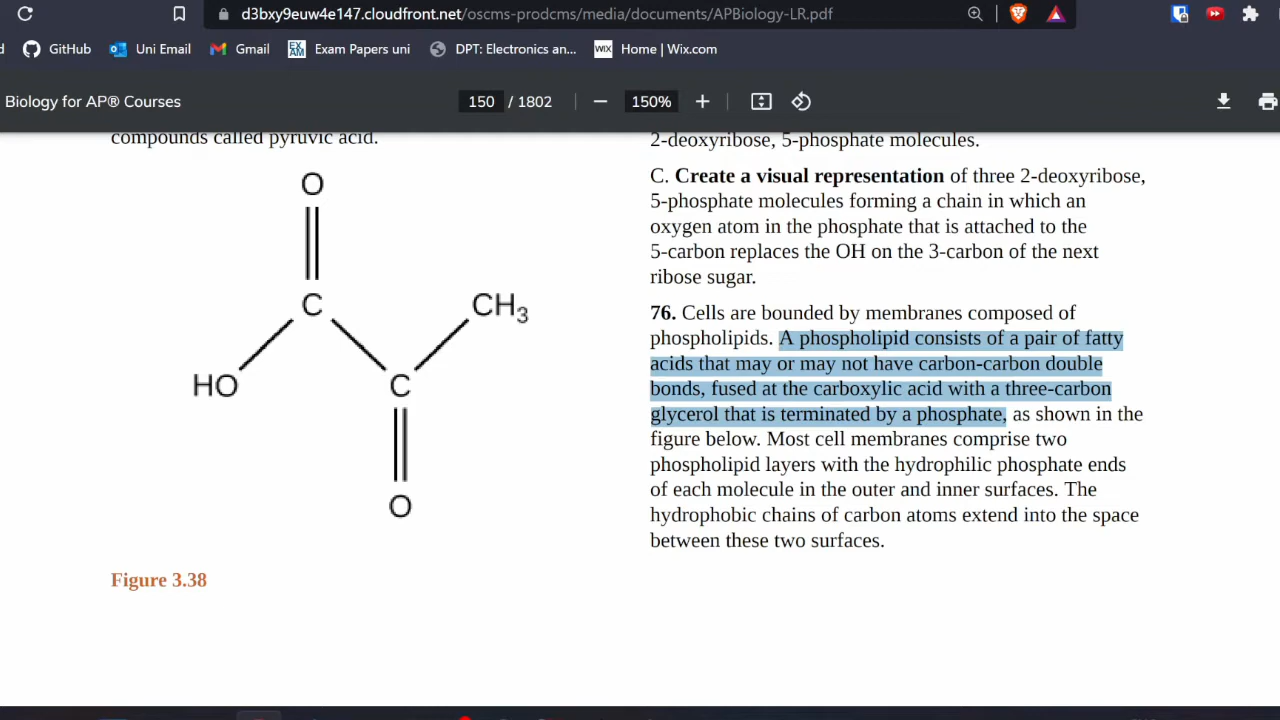 d3bxy9euw4e147.cloudfront.net/oscms-prodcms/media/documents/APBiology-LR.pdf
d GitHub Uni Email Gmail EX AM Exam Papers uni DPT: Electronics an... WIX Home | Wix.com
Biology for AP® Courses 150 / 1802 150%
compounds called pyruvic acid.
O
C
CH3
HO
C
O
Figure 3.38
2-deoxyribose, 5-phosphate molecules.
C. Create a visual representation of three 2-deoxyribose,
5-phosphate molecules forming a chain in which an
oxygen atom in the phosphate that is attached to the
5-carbon replaces the OH on the 3-carbon of the next
ribose sugar.
76. Cells are bounded by membranes composed of
phospholipids. A phospholipid consists of a pair of fatty
acids that may or may not have carbon-carbon double
bonds, fused at the carboxylic acid with a three-carbon
glycerol that is terminated by a phosphate, as shown in the
figure below. Most cell membranes comprise two
phospholipid layers with the hydrophilic phosphate ends
of each molecule in the outer and inner surfaces. The
hydrophobic chains of carbon atoms extend into the space
between these two surfaces.